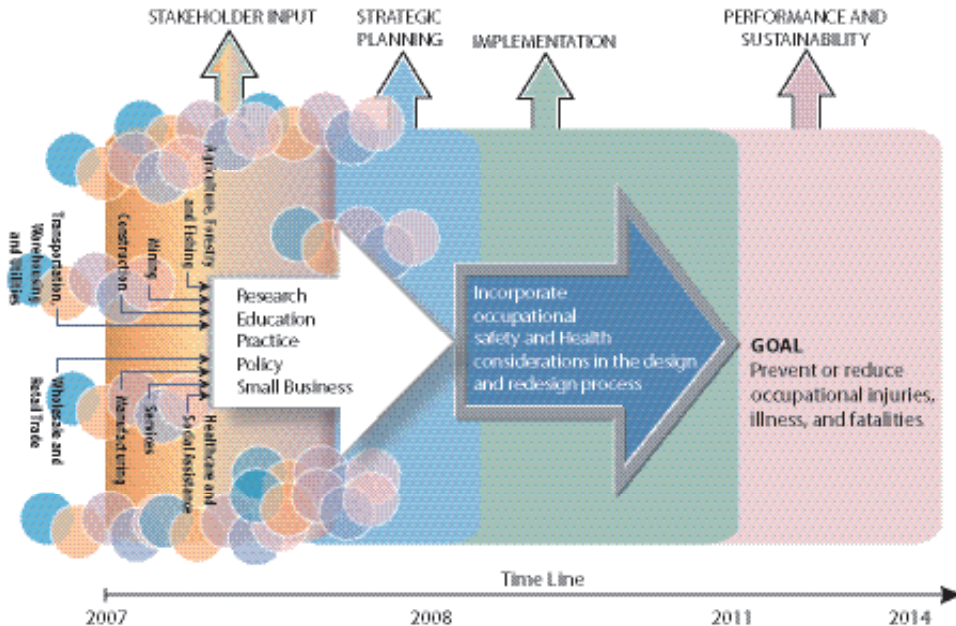 STAKEHOLDER INPUT
STRATEGIC
PLANNING
IMPLEMENTATION
PERFORMANCE AND
SUSTAINABILITY
Transportation,
Warehousing
and Utilities
Construction
Mining
Agriculture, Forestry
and Fishing
Wholesale and
Retail Trade
Manufacturing
Services
Healthcare and
Social Assistance
Research
Education
Practice
Policy
Small Business
Incorporate
occupational
safety and Health
considerations in the design
and redesign process
GOAL
Prevent or reduce
occupational injuries,
illness, and fatalities
Time Line
2007
2008
2011
2014